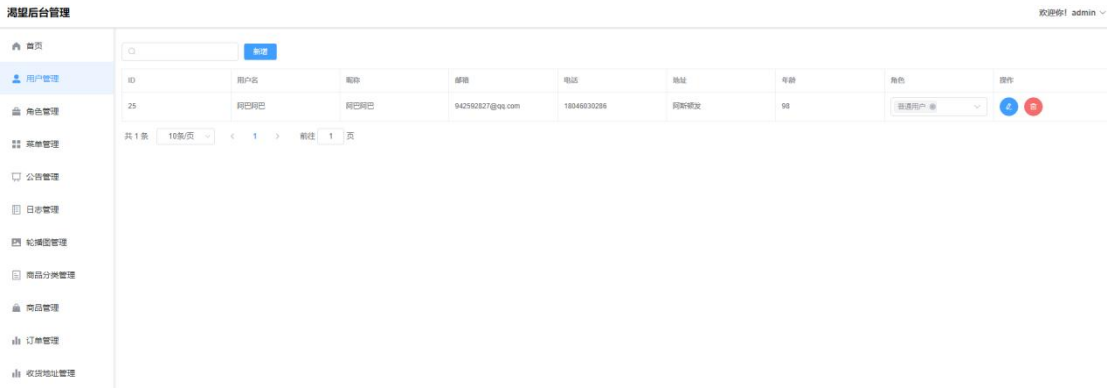 渴望后台管理
欢迎你！admin
首页
用户管理
角色管理
菜单管理
公告管理
日志管理
轮播图管理
商品分类管理
商品管理
订单管理
收货地址管理
新增
ID 用户名 昵称 邮箱 电话 地址 年龄 角色 操作
25 阿巴阿巴 阿巴阿巴 942592827@qq.com 18046030286 阿斯顿发 98 普通用户
共 1 条 10条/页 1 前往 1 页